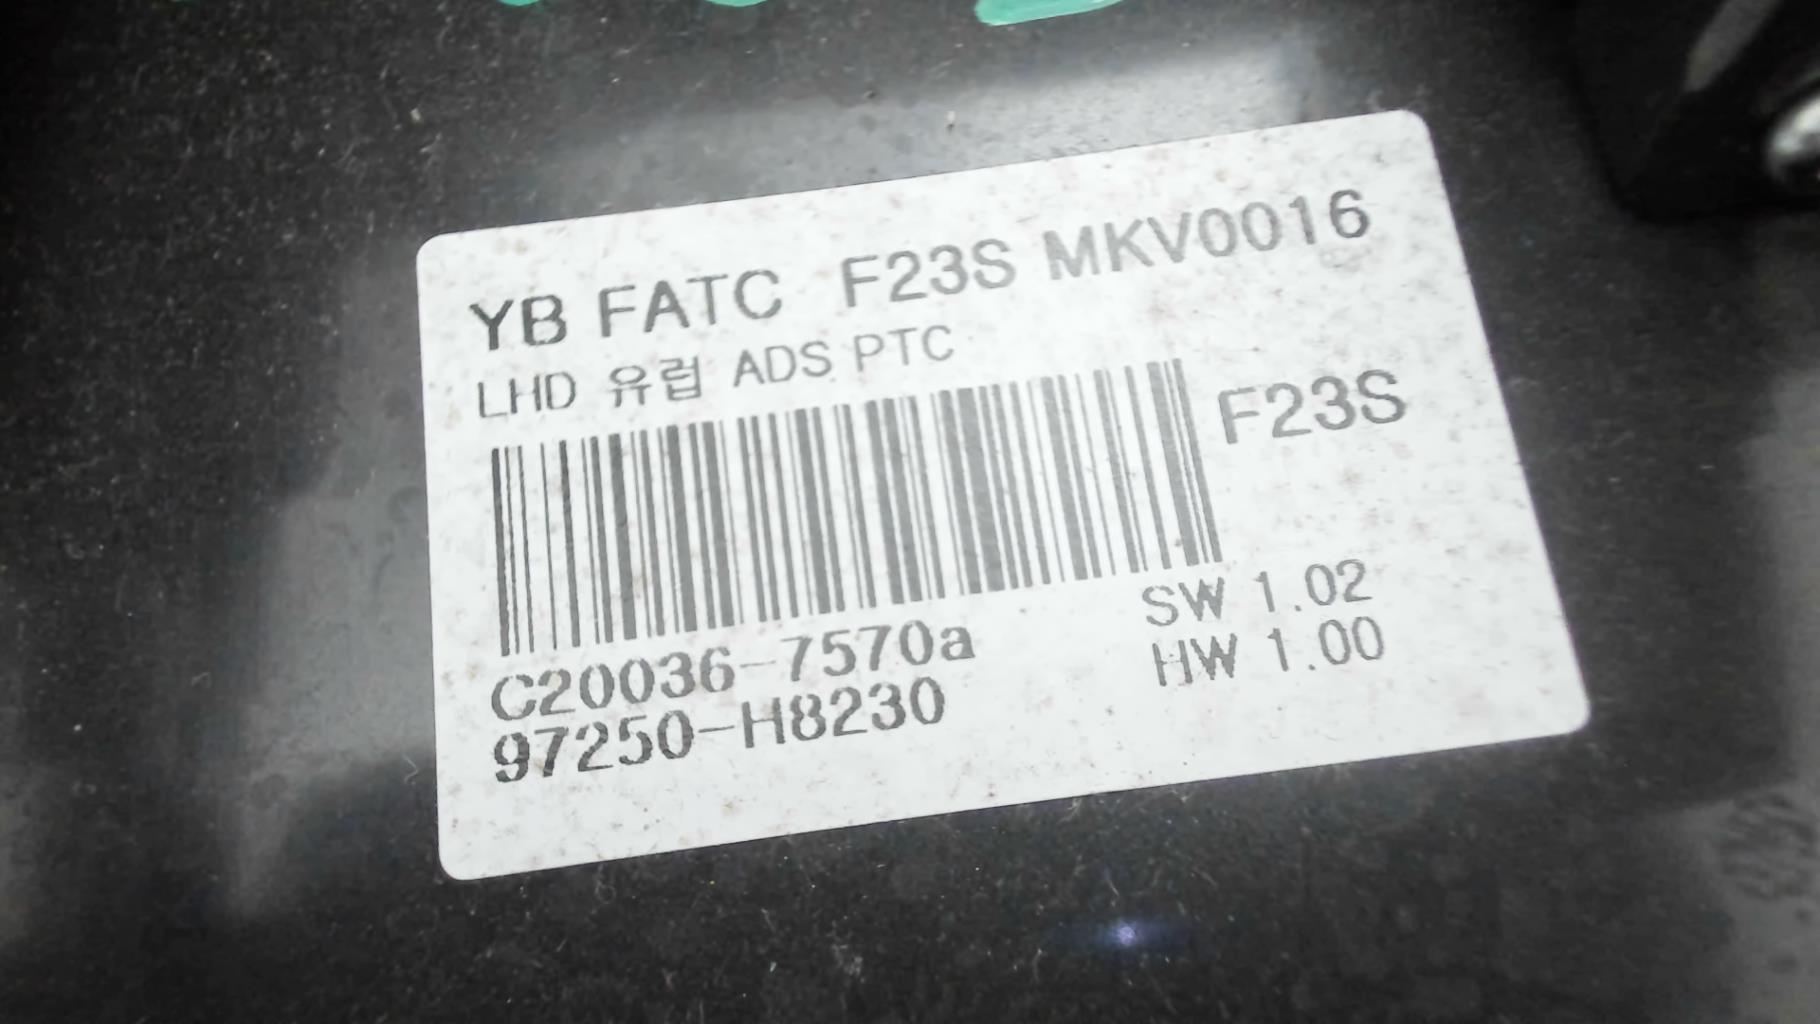 YB FATC F23S MKV0016
LHD 유럽 ADS PTC
F23S
C20036-7570a
97250-H8230
SW 1.02
HW 1.00